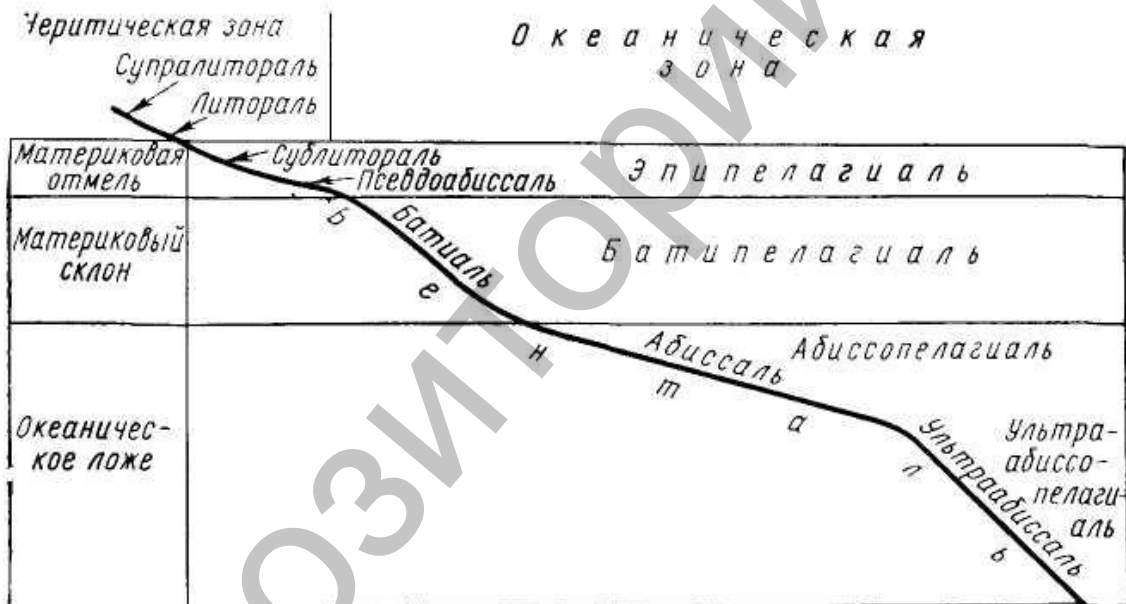 Неритическая зона
Океаническая
зона
Супралитораль
Литораль
Материковая
отмель
Сублитораль
Псевдоабиссаль
Эпипелагиаль
Материковый
склон
Батиаль
Батипелагиаль
Бенталь
Океаничес-
кое ложе
Абиссаль
Абиссопелагиаль
Ультраабиссаль
Ультра-
абиссо-
пелаги-
аль